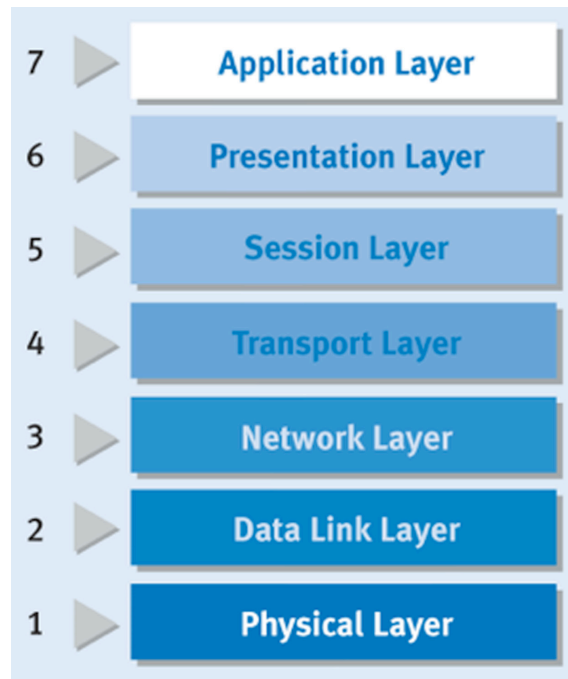 7 Application Layer
6 Presentation Layer
5 Session Layer
4 Transport Layer
3 Network Layer
2 Data Link Layer
1 Physical Layer